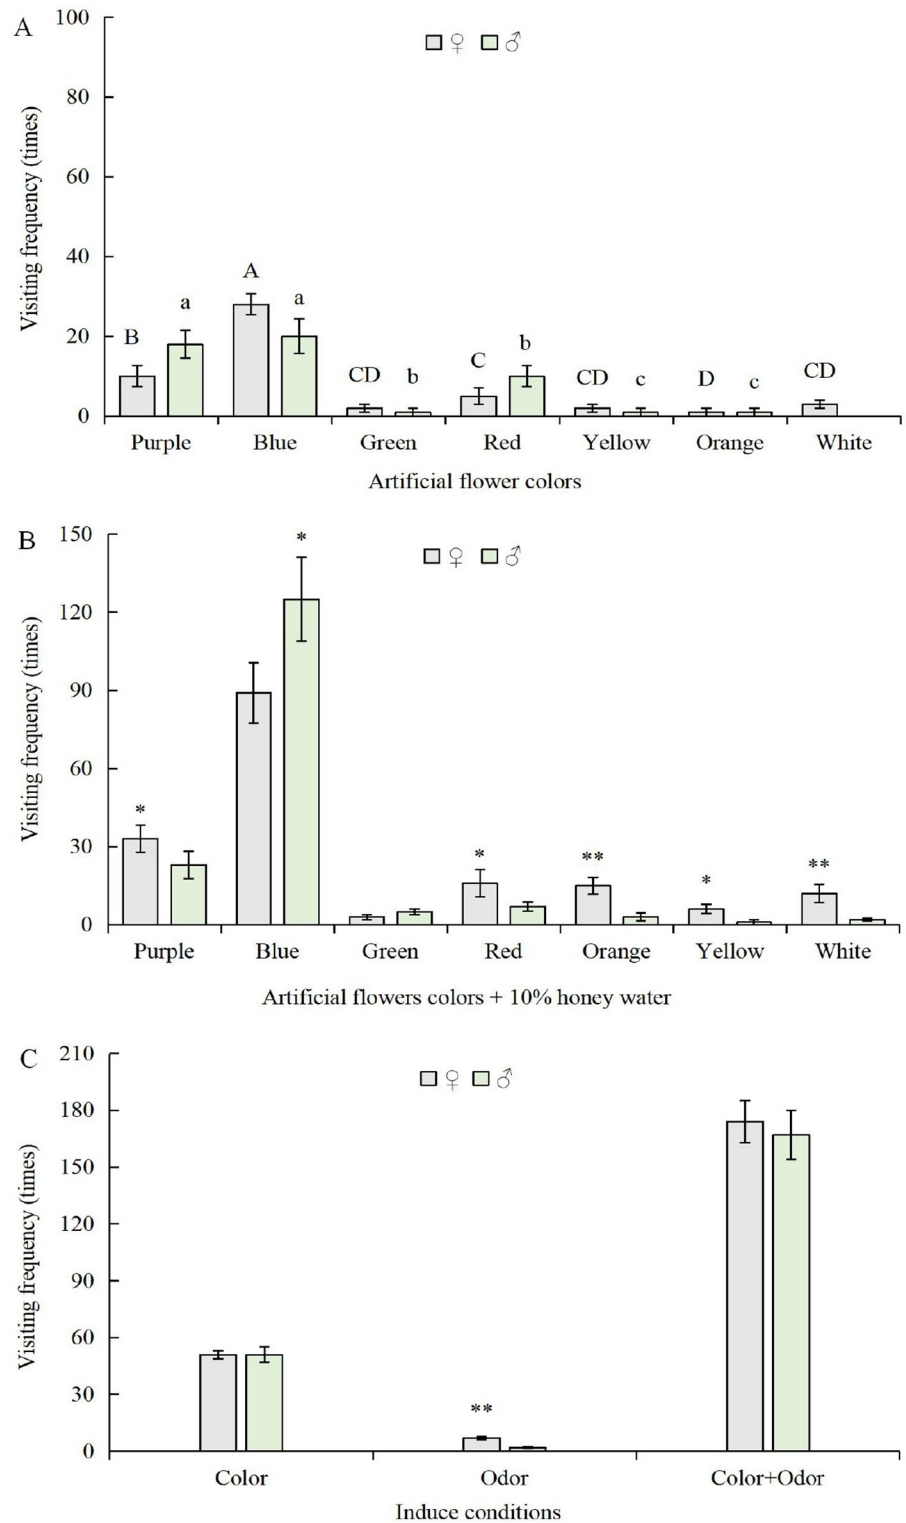 A
100
♀ ♂
80
60
40
20
0
Visiting frequency (times)
B a A a CD b C b CD c D c CD
Purple Blue Green Red Yellow Orange White
Artificial flower colors
B
150
♀ ♂
120
90
60
30
0
Visiting frequency (times)
* * * ** * **
Purple Blue Green Red Orange Yellow White
Artificial flowers colors + 10% honey water
C
210
♀ ♂
180
150
120
90
60
30
0
Visiting frequency (times)
**
Color Odor Color+Odor
Induce conditions